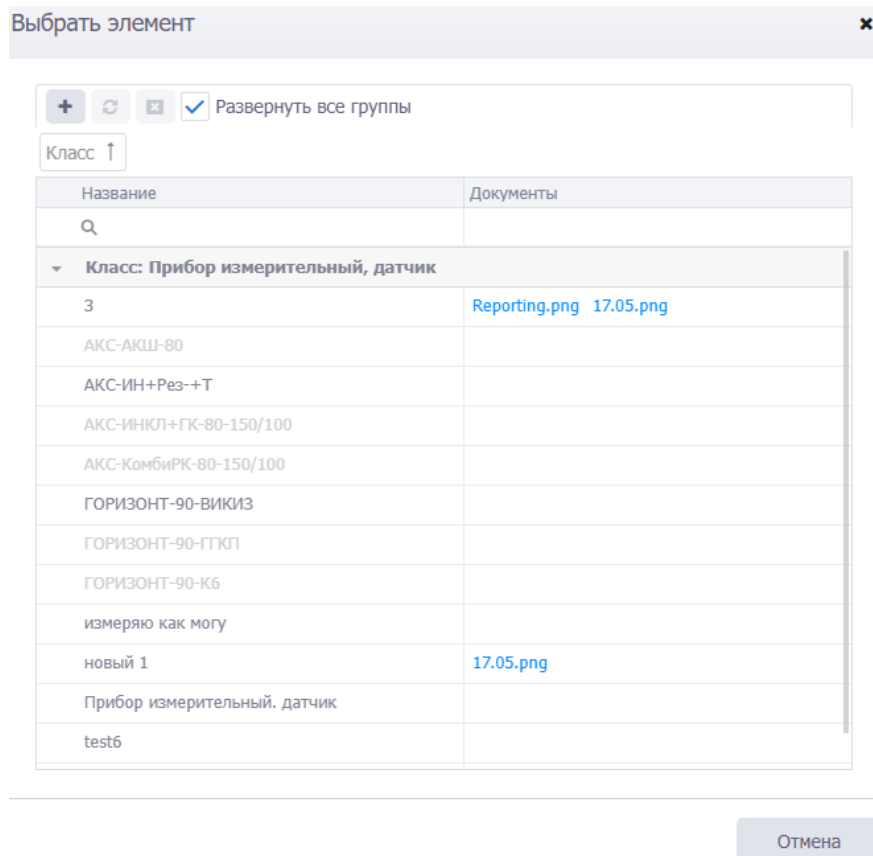 Выбрать элемент
Развернуть все группы
Класс ↑
Название Документы
Класс: Прибор измерительный, датчик
3 Reporting.png 17.05.png
АКС-АКШ-80
АКС-ИН+Рез-+Т
АКС-ИНКЛ+ГК-80-150/100
АКС-КомбиРК-80-150/100
ГОРИЗОНТ-90-ВИКИЗ
ГОРИЗОНТ-90-ГГКП
ГОРИЗОНТ-90-К6
измеряю как могу
новый 1 17.05.png
Прибор измерительный. датчик
test6
Отмена